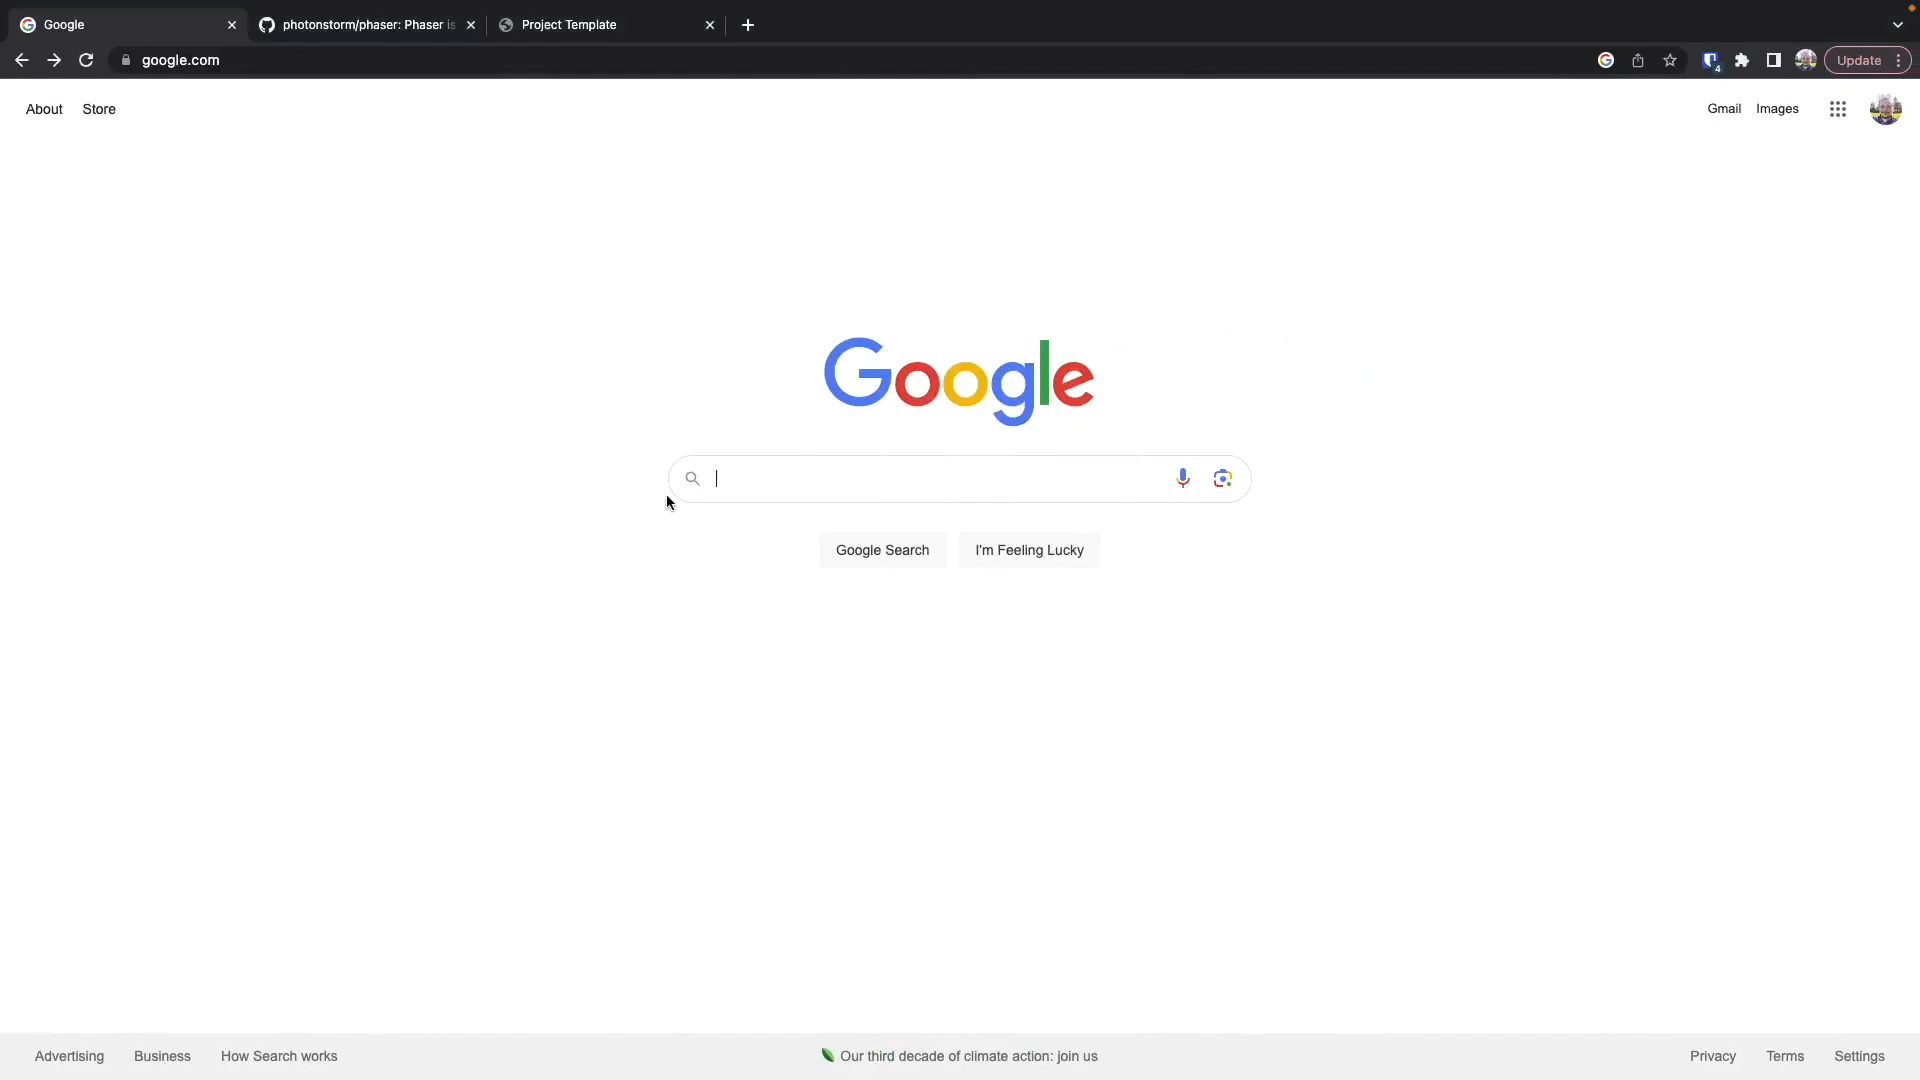 Google
photonstorm/phaser: Phaser is
Project Template
google.com
4
Update
About
Store
Gmail
Images
Google
Google Search
I'm Feeling Lucky
Advertising
Business
How Search works
Our third decade of climate action: join us
Privacy
Terms
Settings